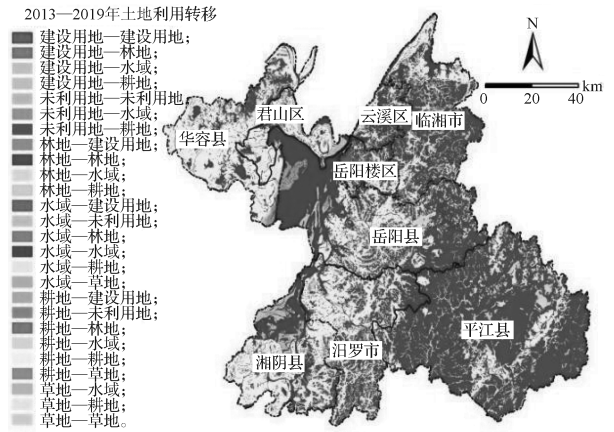 2013—2019年土地利用转移
建设用地—建设用地;
建设用地—林地;
建设用地—水域;
建设用地—耕地;
未利用地—未利用地
未利用地—水域;
未利用地—耕地;
林地—建设用地;
林地—林地;
林地—水域;
林地—耕地;
水域—建设用地;
水域—未利用地;
水域—林地;
水域—水域;
水域—耕地;
水域—草地;
耕地—建设用地;
耕地—未利用地;
耕地—林地;
耕地—水域;
耕地—耕地;
耕地—草地;
草地—水域;
草地—耕地;
草地—草地。
N
0 20 40 km
君山区
云溪区
临湘市
华容县
岳阳楼区
岳阳县
平江县
湘阴县
汨罗市